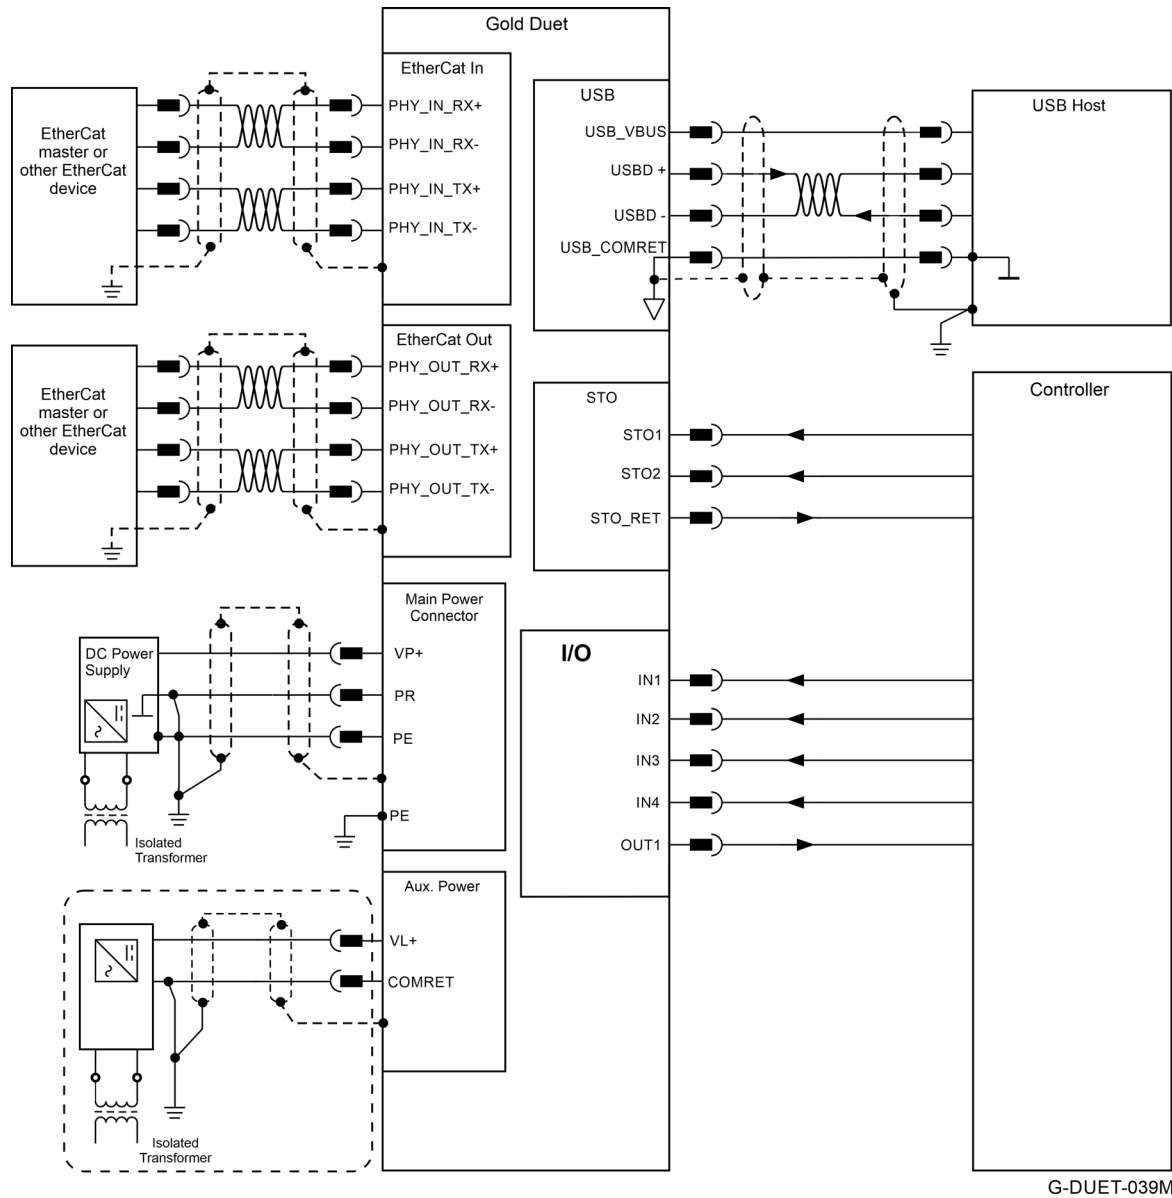 Gold Duet
EtherCat In
PHY_IN_RX+
PHY_IN_RX-
PHY_IN_TX+
PHY_IN_TX-
EtherCat
master or
other EtherCat
device
EtherCat Out
PHY_OUT_RX+
PHY_OUT_RX-
PHY_OUT_TX+
PHY_OUT_TX-
EtherCat
master or
other EtherCat
device
Main Power
Connector
VP+
PR
PE
PE
DC Power
Supply
Isolated
Transformer
Aux. Power
VL+
COMRET
Isolated
Transformer
USB
USB_VBUS
USBD +
USBD -
USB_COMRET
USB Host
STO
STO1
STO2
STO_RET
Controller
I/O
IN1
IN2
IN3
IN4
OUT1
G-DUET-039M